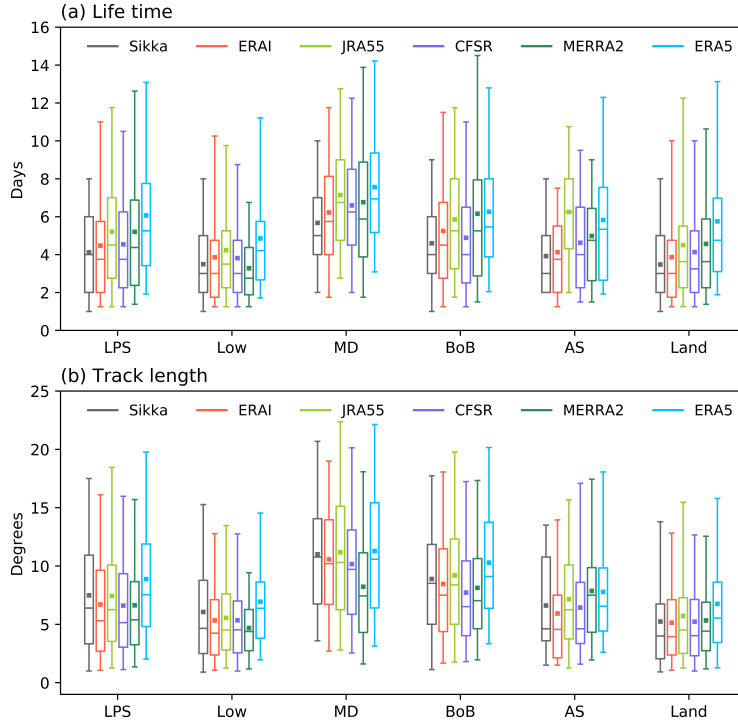 (a) Life time
Sikka ERAI JRA55 CFSR MERRA2 ERA5
16
14
12
10
8
6
4
2
0
Days
LPS Low MD BoB AS Land
(b) Track length
Sikka ERAI JRA55 CFSR MERRA2 ERA5
25
20
15
10
5
0
Degrees
LPS Low MD BoB AS Land